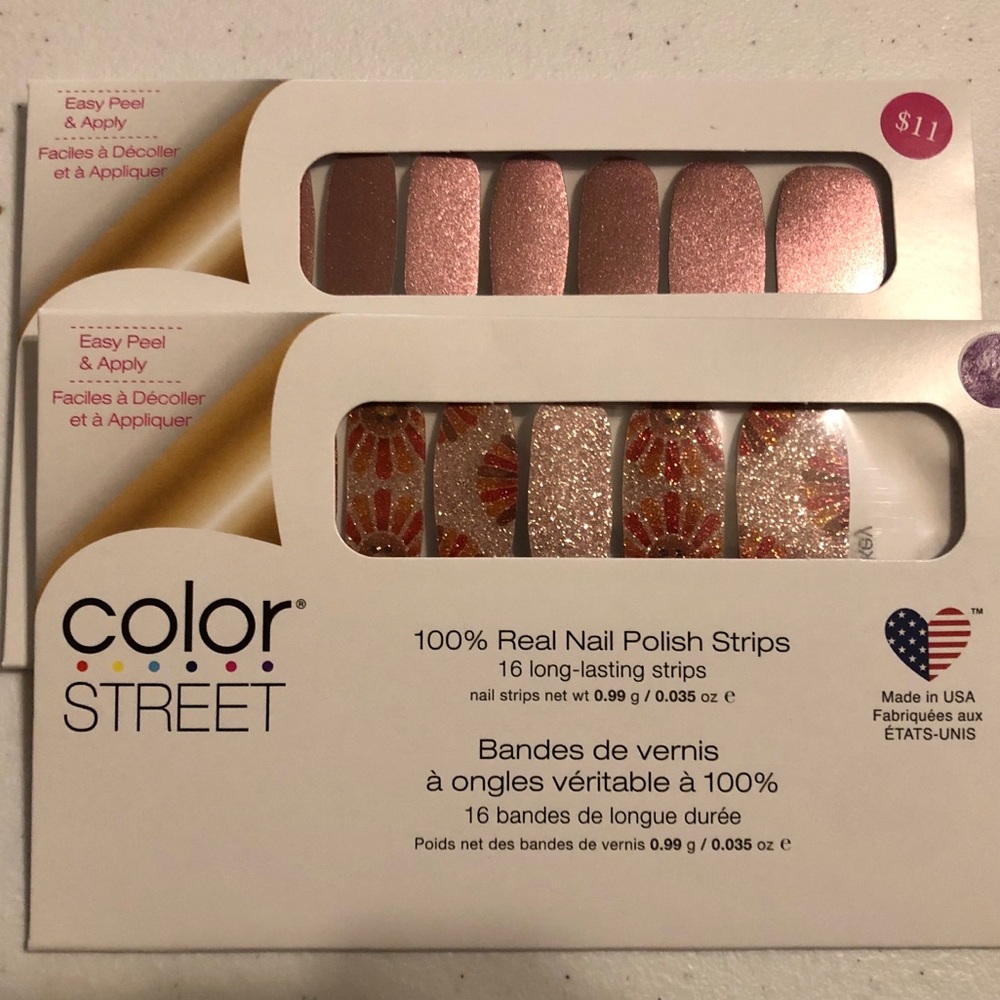 Easy Peel
& Apply
Faciles à Décoller
et à Appliquer
$11
Easy Peel
& Apply
Faciles à Décoller
et à Appliquer
color®
STREET
100% Real Nail Polish Strips
16 long-lasting strips
nail strips net wt 0.99 g / 0.035 oz ℮
Bandes de vernis
à ongles véritable à 100%
16 bandes de longue durée
Poids net des bandes de vernis 0.99 g / 0.035 oz ℮
™
Made in USA
Fabriquées aux
ÉTATS-UNIS